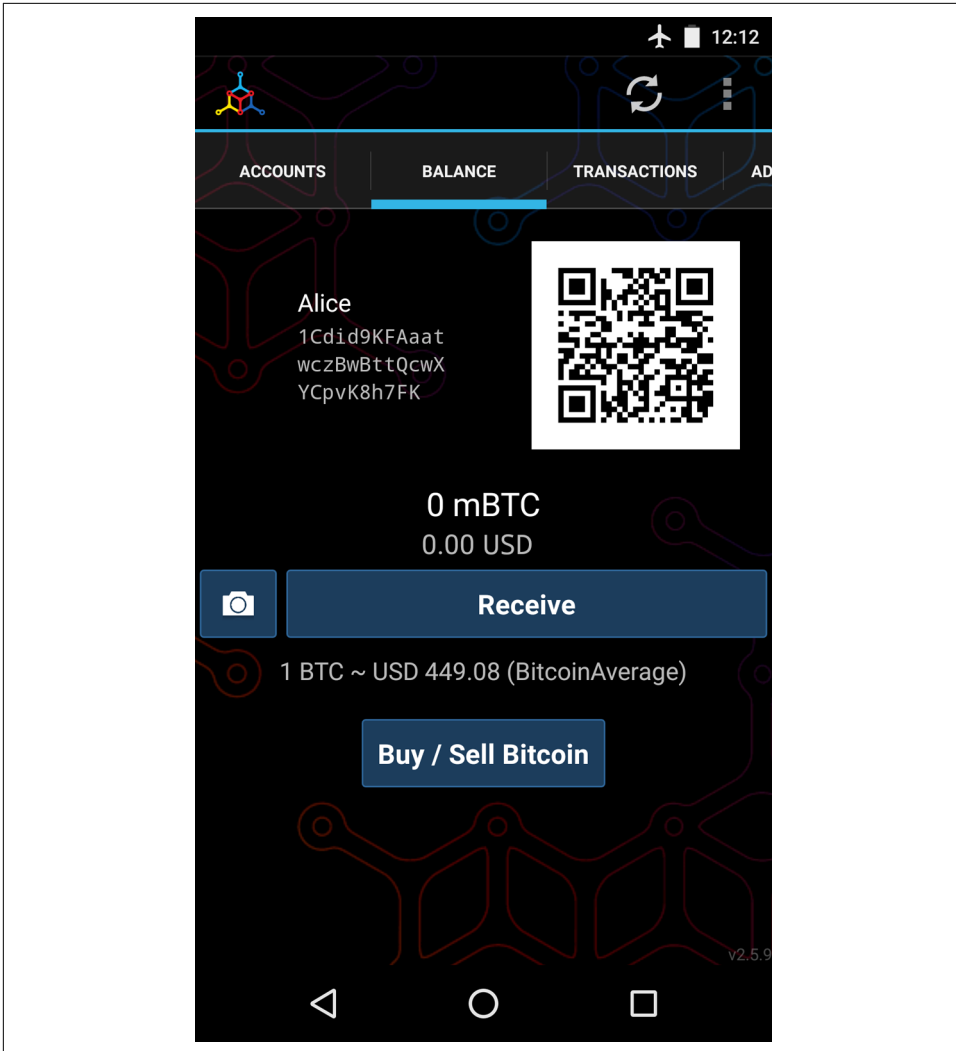 12:12
ACCOUNTS BALANCE TRANSACTIONS AD
Alice
1Cdid9KFAaat
wczBwBttQcwX
YCpvK8h7FK
0 mBTC
0.00 USD
Receive
1 BTC ~ USD 449.08 (BitcoinAverage)
Buy / Sell Bitcoin
v2.5.9